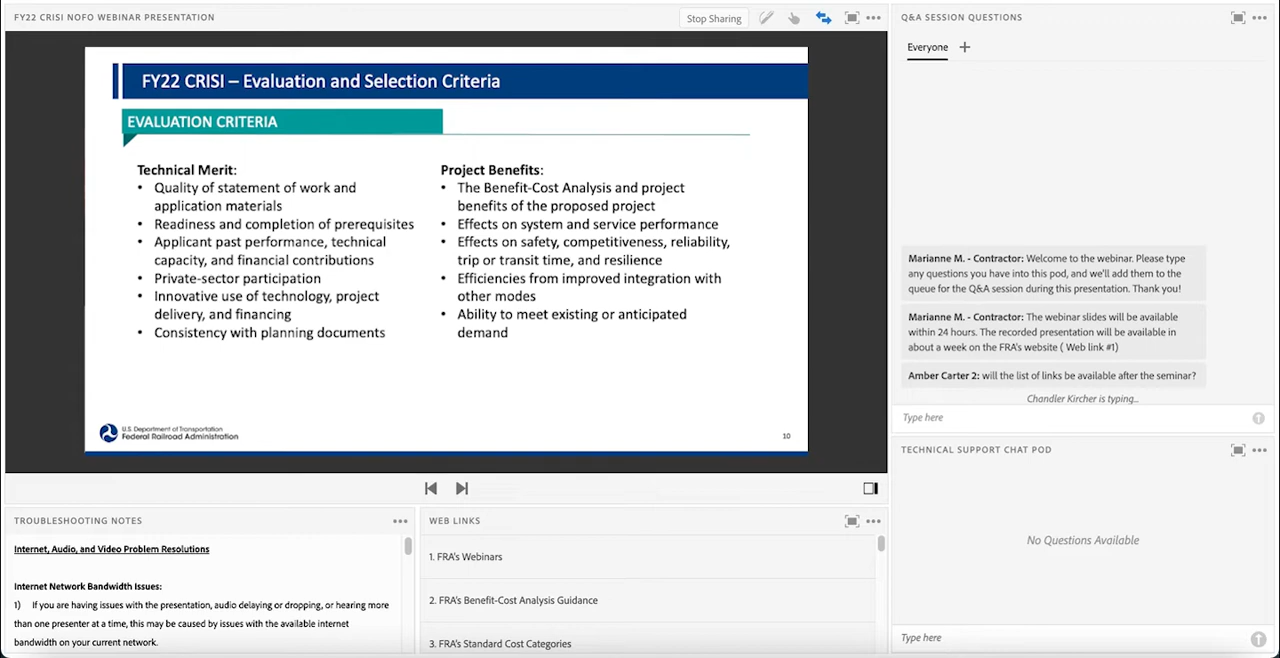 FY22 CRISI NOFO WEBINAR PRESENTATION
Stop Sharing
FY22 CRISI – Evaluation and Selection Criteria
EVALUATION CRITERIA
Technical Merit:
• Quality of statement of work and
application materials
• Readiness and completion of prerequisites
• Applicant past performance, technical
capacity, and financial contributions
• Private-sector participation
• Innovative use of technology, project
delivery, and financing
• Consistency with planning documents
Project Benefits:
• The Benefit-Cost Analysis and project
benefits of the proposed project
• Effects on system and service performance
• Effects on safety, competitiveness, reliability,
trip or transit time, and resilience
• Efficiencies from improved integration with
other modes
• Ability to meet existing or anticipated
demand
U.S. Department of Transportation
Federal Railroad Administration
10
Q&A SESSION QUESTIONS
Everyone
Marianne M. - Contractor: Welcome to the webinar. Please type
any questions you have into this pod, and we'll add them to the
queue for the Q&A session during this presentation. Thank you!
Marianne M. - Contractor: The webinar slides will be available
within 24 hours. The recorded presentation will be available in
about a week on the FRA's website ( Web link #1)
Amber Carter 2: will the list of links be available after the seminar?
Chandler Kircher is typing...
Type here
TECHNICAL SUPPORT CHAT POD
No Questions Available
Type here
TROUBLESHOOTING NOTES
Internet, Audio, and Video Problem Resolutions
Internet Network Bandwidth Issues:
1) If you are having issues with the presentation, audio delaying or dropping, or hearing more
than one presenter at a time, this may be caused by issues with the available internet
bandwidth on your current network.
WEB LINKS
1. FRA's Webinars
2. FRA's Benefit-Cost Analysis Guidance
3. FRA's Standard Cost Categories